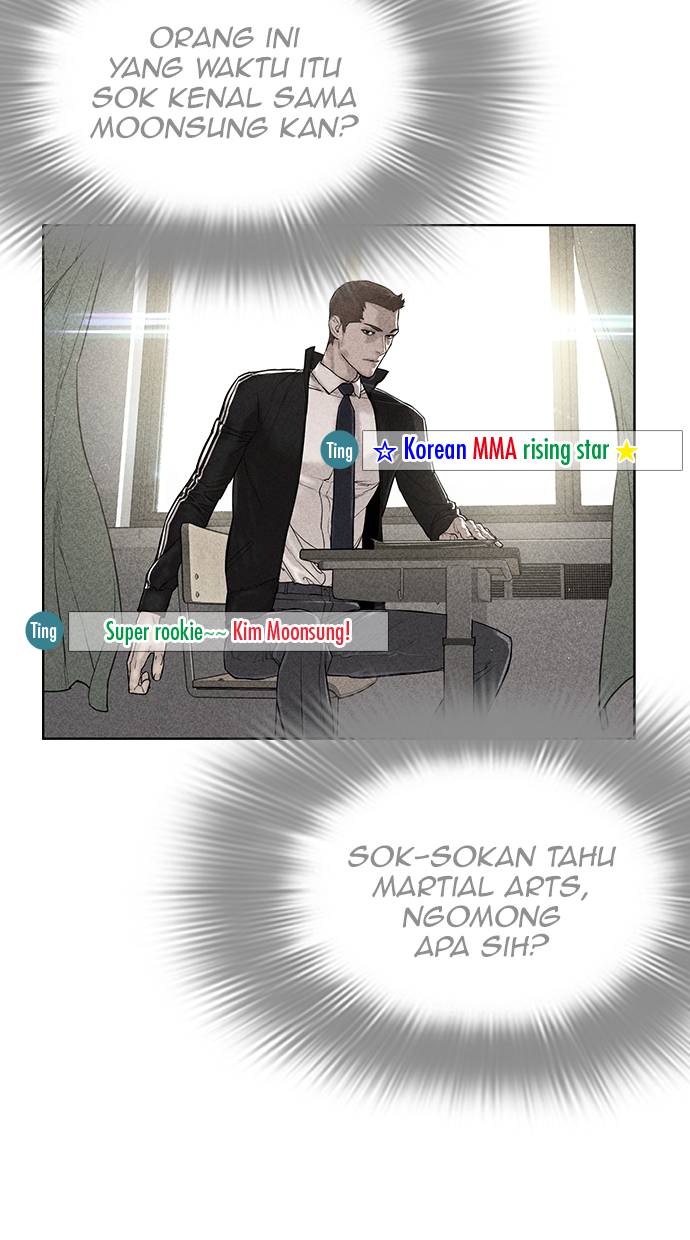 ORANG INI
YANG WAKTU ITU
SOK KENAL SAMA
MOONSUNG KAN?
Ting
☆ Korean MMA rising star ★
Ting
Super rookie~~ Kim Moonsung!
SOK-SOKAN TAHU
MARTIAL ARTS,
NGOMONG
APA SIH?